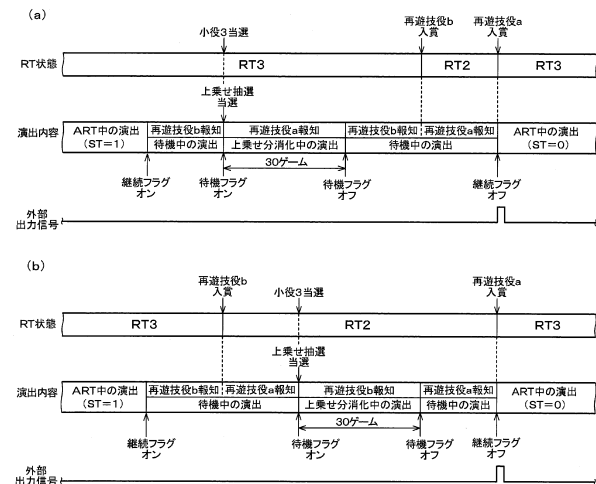 (a)
再遊技役b
入賞
再遊技役a
入賞
小役3当選
RT状態
RT3
RT2
RT3
上乗せ抽選
当選
演出内容
ART中の演出
(ST=1)
再遊技役b報知
待機中の演出
再遊技役a報知
上乗せ分消化中の演出
再遊技役b報知
再遊技役a報知
待機中の演出
ART中の演出
(ST=0)
30ゲーム
継続フラグ
オン
待機フラグ
オン
待機フラグ
オフ
継続フラグ
オフ
外部
出力信号
(b)
再遊技役b
入賞
小役3当選
再遊技役a
入賞
RT状態
RT3
RT2
RT3
上乗せ抽選
当選
演出内容
ART中の演出
(ST=1)
再遊技役b報知
再遊技役a報知
待機中の演出
再遊技役b報知
上乗せ分消化中の演出
再遊技役a報知
待機中の演出
ART中の演出
(ST=0)
30ゲーム
継続フラグ
オン
待機フラグ
オン
待機フラグ
オフ
継続フラグ
オフ
外部
出力信号